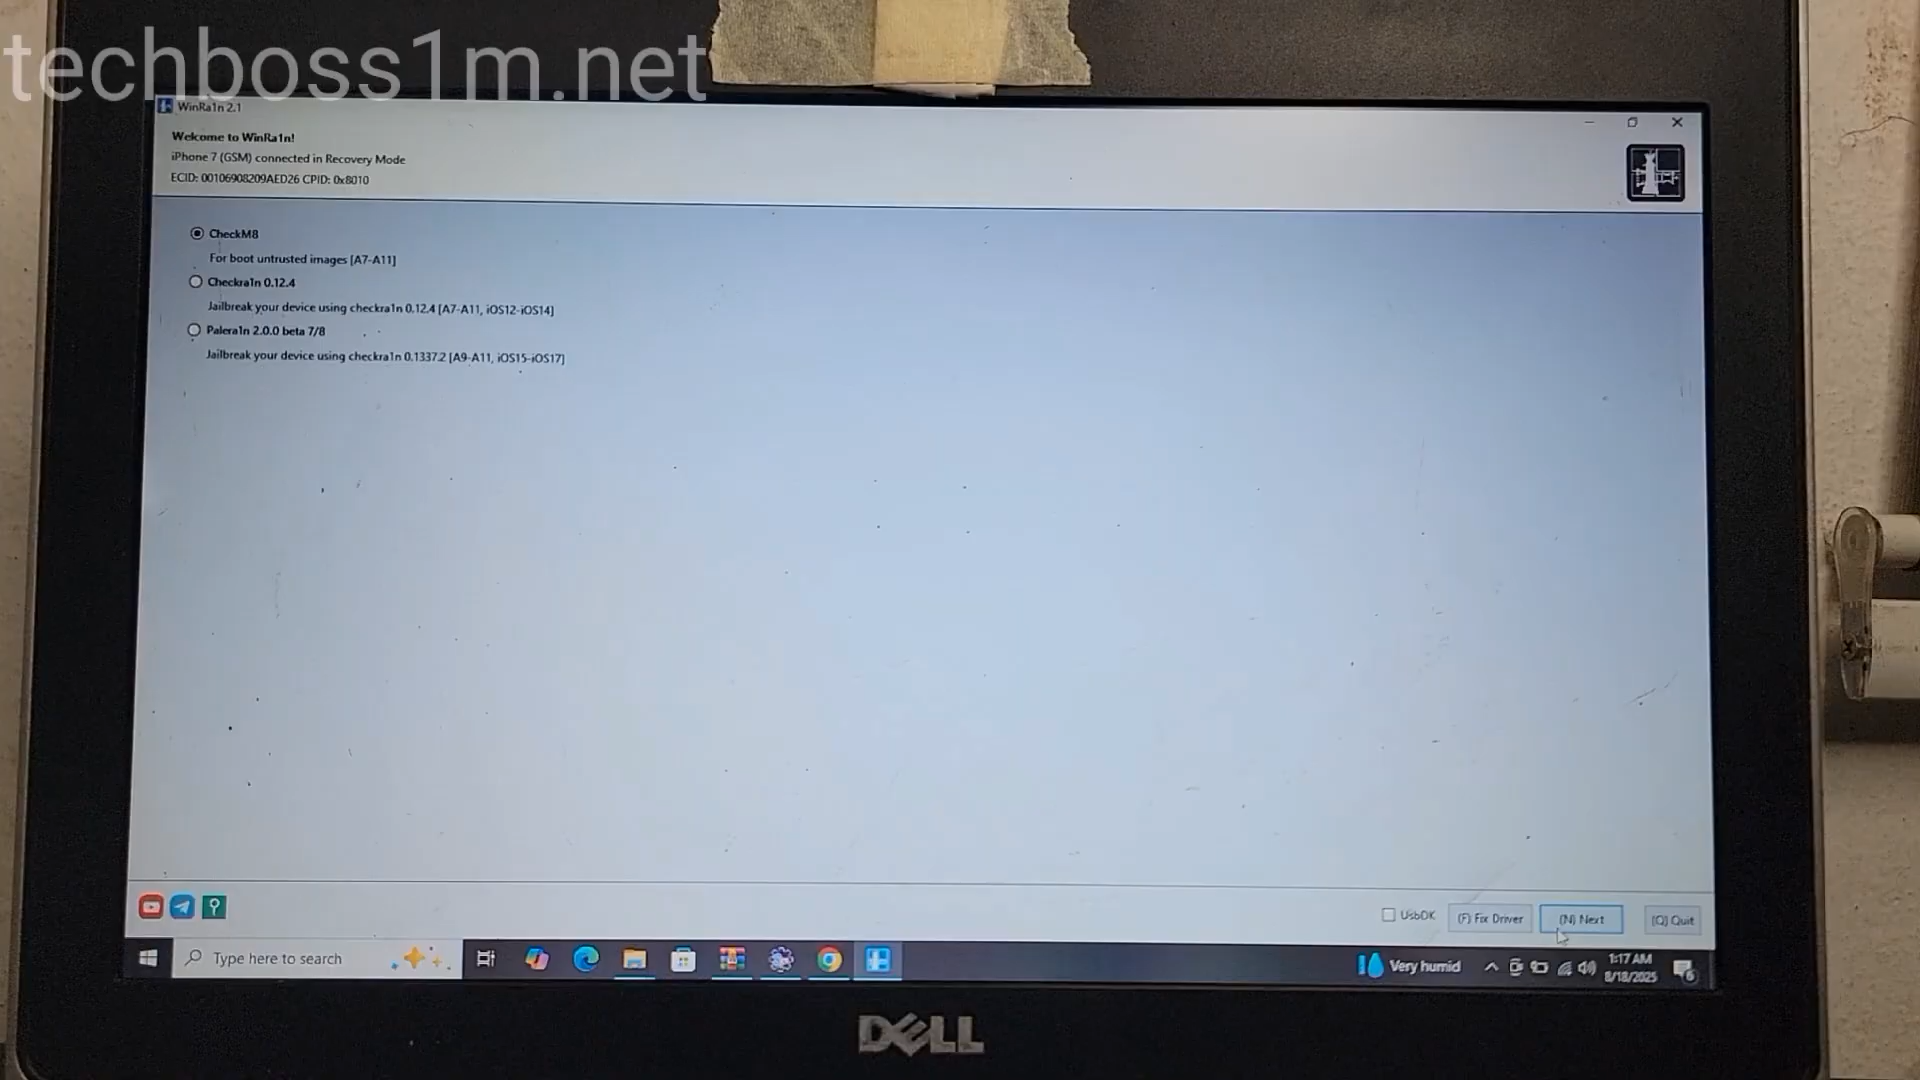 techboss1m.net
WinRa1n 2.1
Welcome to WinRa1n!
iPhone 7 (GSM) connected in Recovery Mode
ECID: 00106908209AED26 CPID: 0x8010
CheckM8
For boot untrusted images [A7-A11]
Checkra1n 0.12.4
Jailbreak your device using checkra1n 0.12.4 [A7-A11, iOS12-iOS14]
Palera1n 2.0.0 beta 7/8
Jailbreak your device using checkra1n 0.1337.2 [A9-A11, iOS15-iOS17]
UsbDK
(F) Fix Driver
(N) Next
(Q) Quit
Type here to search
Very humid
1:17 AM
8/18/2025
6
DELL